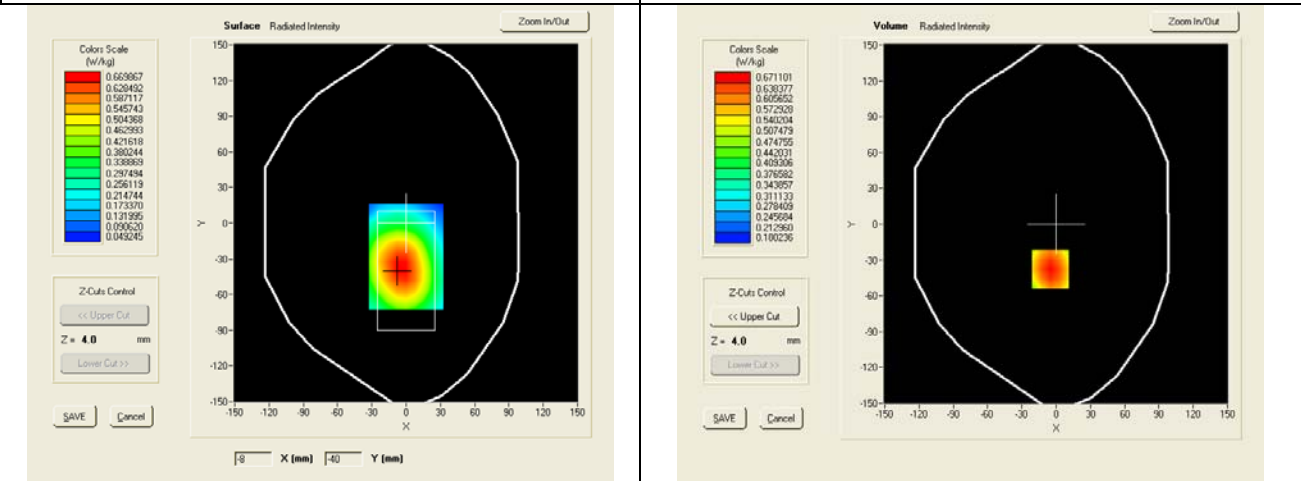 Surface Radiated Intensity
Zoom In/Out
Colors Scale
(W/kg)
0.669867
0.628492
0.587117
0.545743
0.504368
0.462993
0.421618
0.380244
0.338869
0.297494
0.256119
0.214744
0.173370
0.131995
0.090620
0.049245
Z-Cuts Control
<< Upper Cut
Z = 4.0 mm
Lower Cut >>
SAVE Cancel
150
120
90
60
30
0
-30
-60
-90
-120
-150
Y
-150 -120 -90 -60 -30 0 30 60 90 120 150
X
-8 X (mm) -40 Y (mm)
Volume Radiated Intensity
Zoom In/Out
Colors Scale
(W/kg)
0.671101
0.638377
0.605652
0.572928
0.540204
0.507479
0.474755
0.442031
0.409306
0.376582
0.343857
0.311133
0.278409
0.245684
0.212960
0.180236
Z-Cuts Control
<< Upper Cut
Z = 4.0 mm
Lower Cut >>
SAVE Cancel
150
120
90
60
30
0
-30
-60
-90
-120
-150
Y
-150 -120 -90 -60 -30 0 30 60 90 120 150
X